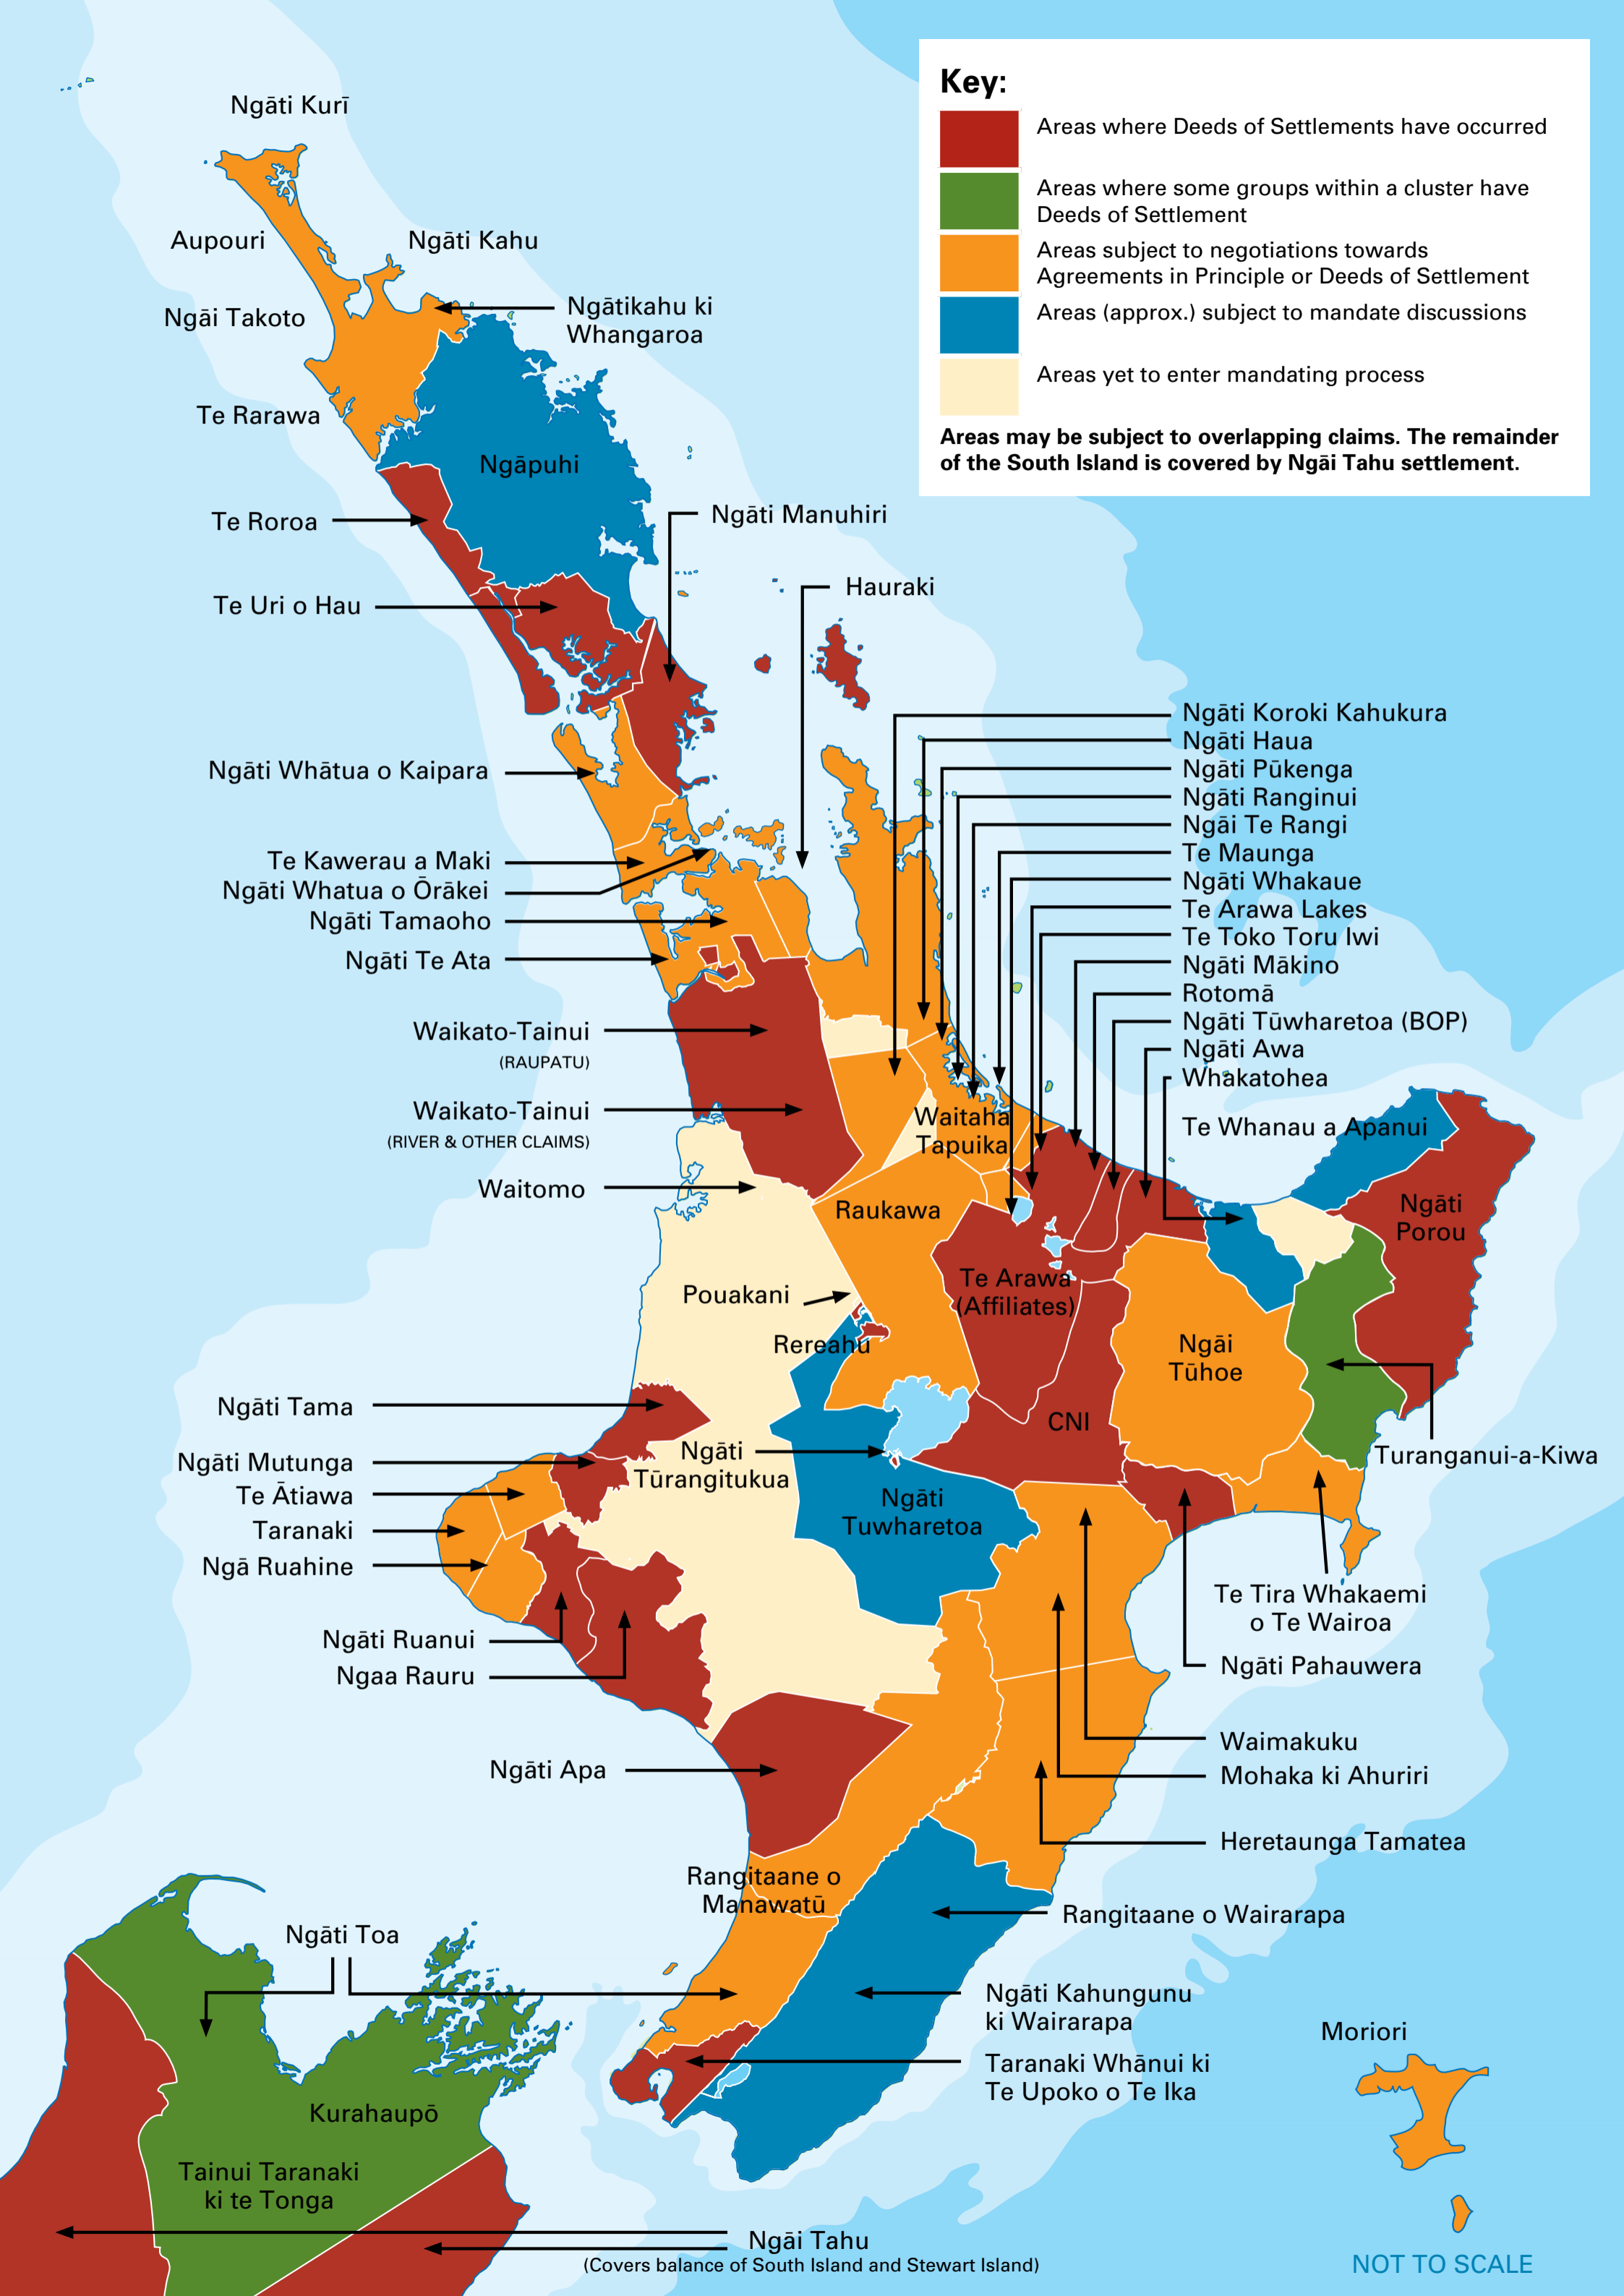 Key:
Areas where Deeds of Settlements have occurred
Areas where some groups within a cluster have
Deeds of Settlement
Areas subject to negotiations towards
Agreements in Principle or Deeds of Settlement
Areas (approx.) subject to mandate discussions
Areas yet to enter mandating process
Areas may be subject to overlapping claims. The remainder
of the South Island is covered by Ngāi Tahu settlement.
Ngāti Kurī
Aupouri
Ngāti Kahu
Ngāi Takoto
Ngātikahu ki
Whangaroa
Te Rarawa
Ngāpuhi
Te Roroa
Ngāti Manuhiri
Te Uri o Hau
Hauraki
Ngāti Whātua o Kaipara
Te Kawerau a Maki
Ngāti Whatua o Ōrākei
Ngāti Tamaoho
Ngāti Te Ata
Waikato-Tainui
(RAUPATU)
Waikato-Tainui
(RIVER & OTHER CLAIMS)
Waitomo
Ngāti Koroki Kahukura
Ngāti Haua
Ngāti Pūkenga
Ngāti Ranginui
Ngāi Te Rangi
Te Maunga
Ngāti Whakaue
Te Arawa Lakes
Te Toko Toru Iwi
Ngāti Mākino
Rotomā
Ngāti Tūwharetoa (BOP)
Ngāti Awa
Whakatohea
Te Whanau a Apanui
Waitaha
Tapuika
Raukawa
Ngāti
Porou
Te Arawa
(Affiliates)
Pouakani
Rereahu
Ngāi
Tūhoe
CNI
Turanganui-a-Kiwa
Ngāti Tama
Ngāti Mutunga
Te Ātiawa
Taranaki
Ngā Ruahine
Ngāti
Tūrangitukua
Ngāti
Tuwharetoa
Ngāti Ruanui
Ngaa Rauru
Te Tira Whakaemi
o Te Wairoa
Ngāti Pahauwera
Waimakuku
Mohaka ki Ahuriri
Heretaunga Tamatea
Ngāti Apa
Rangitaane o
Manawatū
Rangitaane o Wairarapa
Ngāti Toa
Ngāti Kahungunu
ki Wairarapa
Taranaki Whānui ki
Te Upoko o Te Ika
Moriori
Kurahaupō
Tainui Taranaki
ki te Tonga
Ngāi Tahu
(Covers balance of South Island and Stewart Island)
NOT TO SCALE